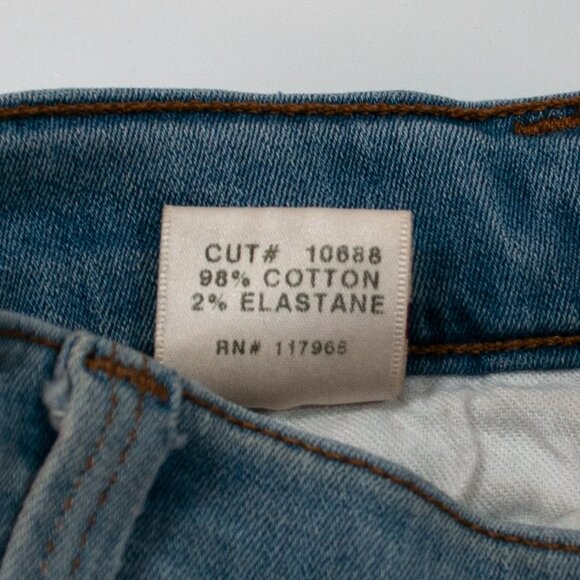 CUT# 10688
98% COTTON
2% ELASTANE
RN# 117965